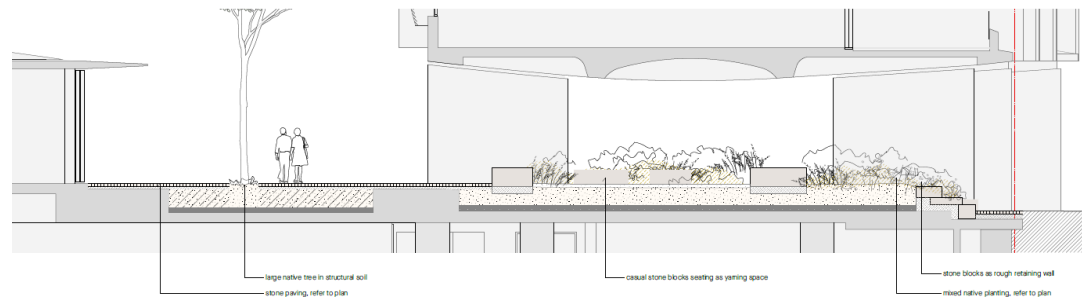 large native tree in structural soil
stone paving, refer to plan
casual stone blocks seating as yarning space
stone blocks as rough retaining wall
mixed native planting, refer to plan